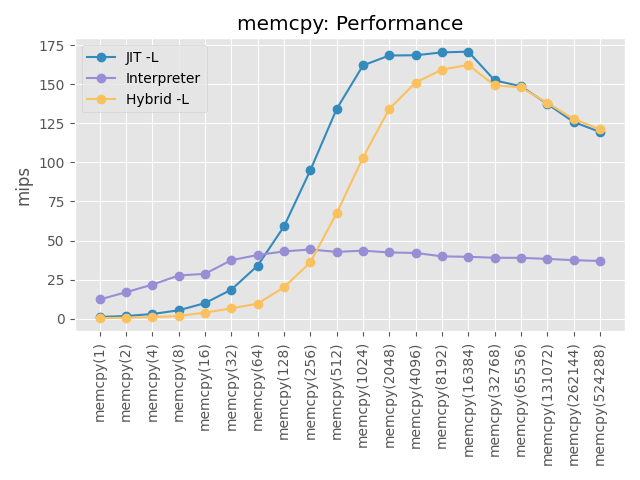 memcpy: Performance
JIT -L
Interpreter
Hybrid -L
mips
175
150
125
100
75
50
25
0
memcpy(1)
memcpy(2)
memcpy(4)
memcpy(8)
memcpy(16)
memcpy(32)
memcpy(64)
memcpy(128)
memcpy(256)
memcpy(512)
memcpy(1024)
memcpy(2048)
memcpy(4096)
memcpy(8192)
memcpy(16384)
memcpy(32768)
memcpy(65536)
memcpy(131072)
memcpy(262144)
memcpy(524288)